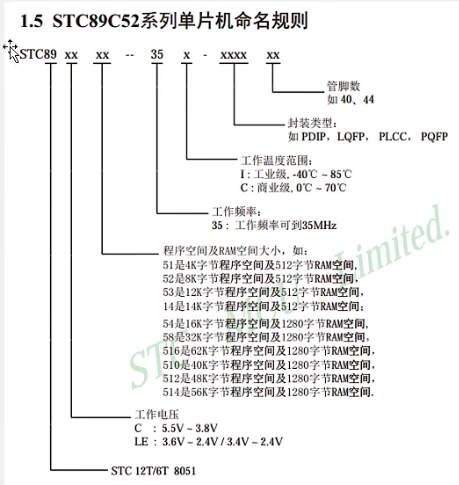 1.5 STC89C52系列单片机命名规则
STC89 xx xx -- 35 x - xxxx xx
管脚数
如 40、44
封装类型:
如 PDIP, LQFP, PLCC, PQFP
工作温度范围:
I : 工业级, -40℃ ~ 85℃
C : 商业级, 0℃ ~ 70℃
工作频率:
35 : 工作频率可到35MHz
程序空间及RAM空间大小, 如:
51是4K字节程序空间及512字节RAM空间,
52是8K字节程序空间及512字节RAM空间,
53是12K字节程序空间及512字节RAM空间,
14是14K字节程序空间及512字节RAM空间;
54是16K字节程序空间及1280字节RAM空间,
58是32K字节程序空间及1280字节RAM空间,
516是62K字节程序空间及1280字节RAM空间,
510是40K字节程序空间及1280字节RAM空间,
512是48K字节程序空间及1280字节RAM空间,
514是56K字节程序空间及1280字节RAM空间.
工作电压
C : 5.5V ~ 3.8V
LE : 3.6V ~ 2.4V / 3.4V ~ 2.4V
STC 12T/6T 8051
STC MCU Limited.